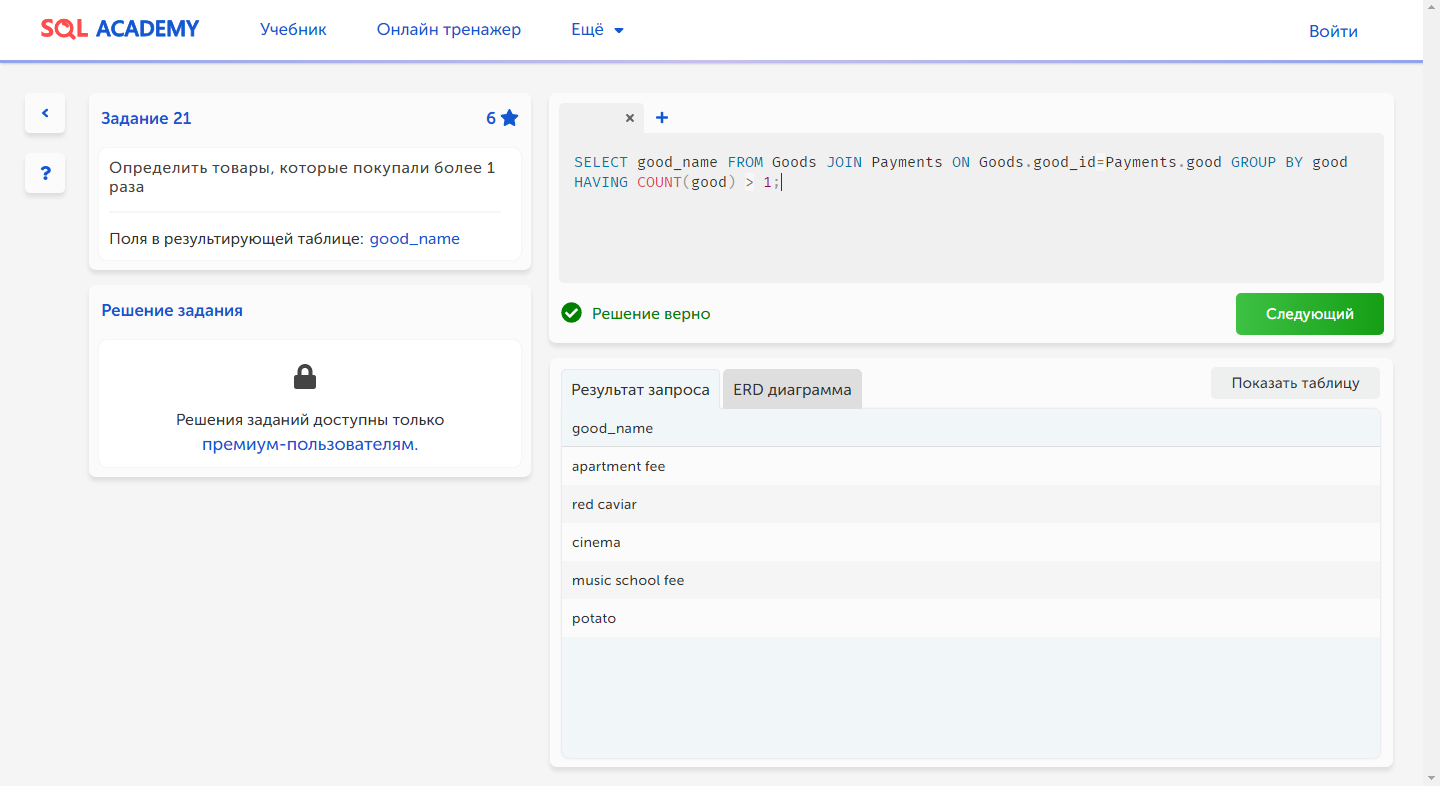 SQL ACADEMY
Учебник
Онлайн тренажер
Ещё
Войти
Задание 21
6
Определить товары, которые покупали более 1
раза
Поля в результирующей таблице: good_name
Решение задания
Решения заданий доступны только
премиум-пользователям.
?
SELECT good_name FROM Goods JOIN Payments ON Goods.good_id=Payments.good GROUP BY good
HAVING COUNT(good) > 1;
Решение верно
Следующий
Результат запроса
ERD диаграмма
Показать таблицу
good_name
apartment fee
red caviar
cinema
music school fee
potato